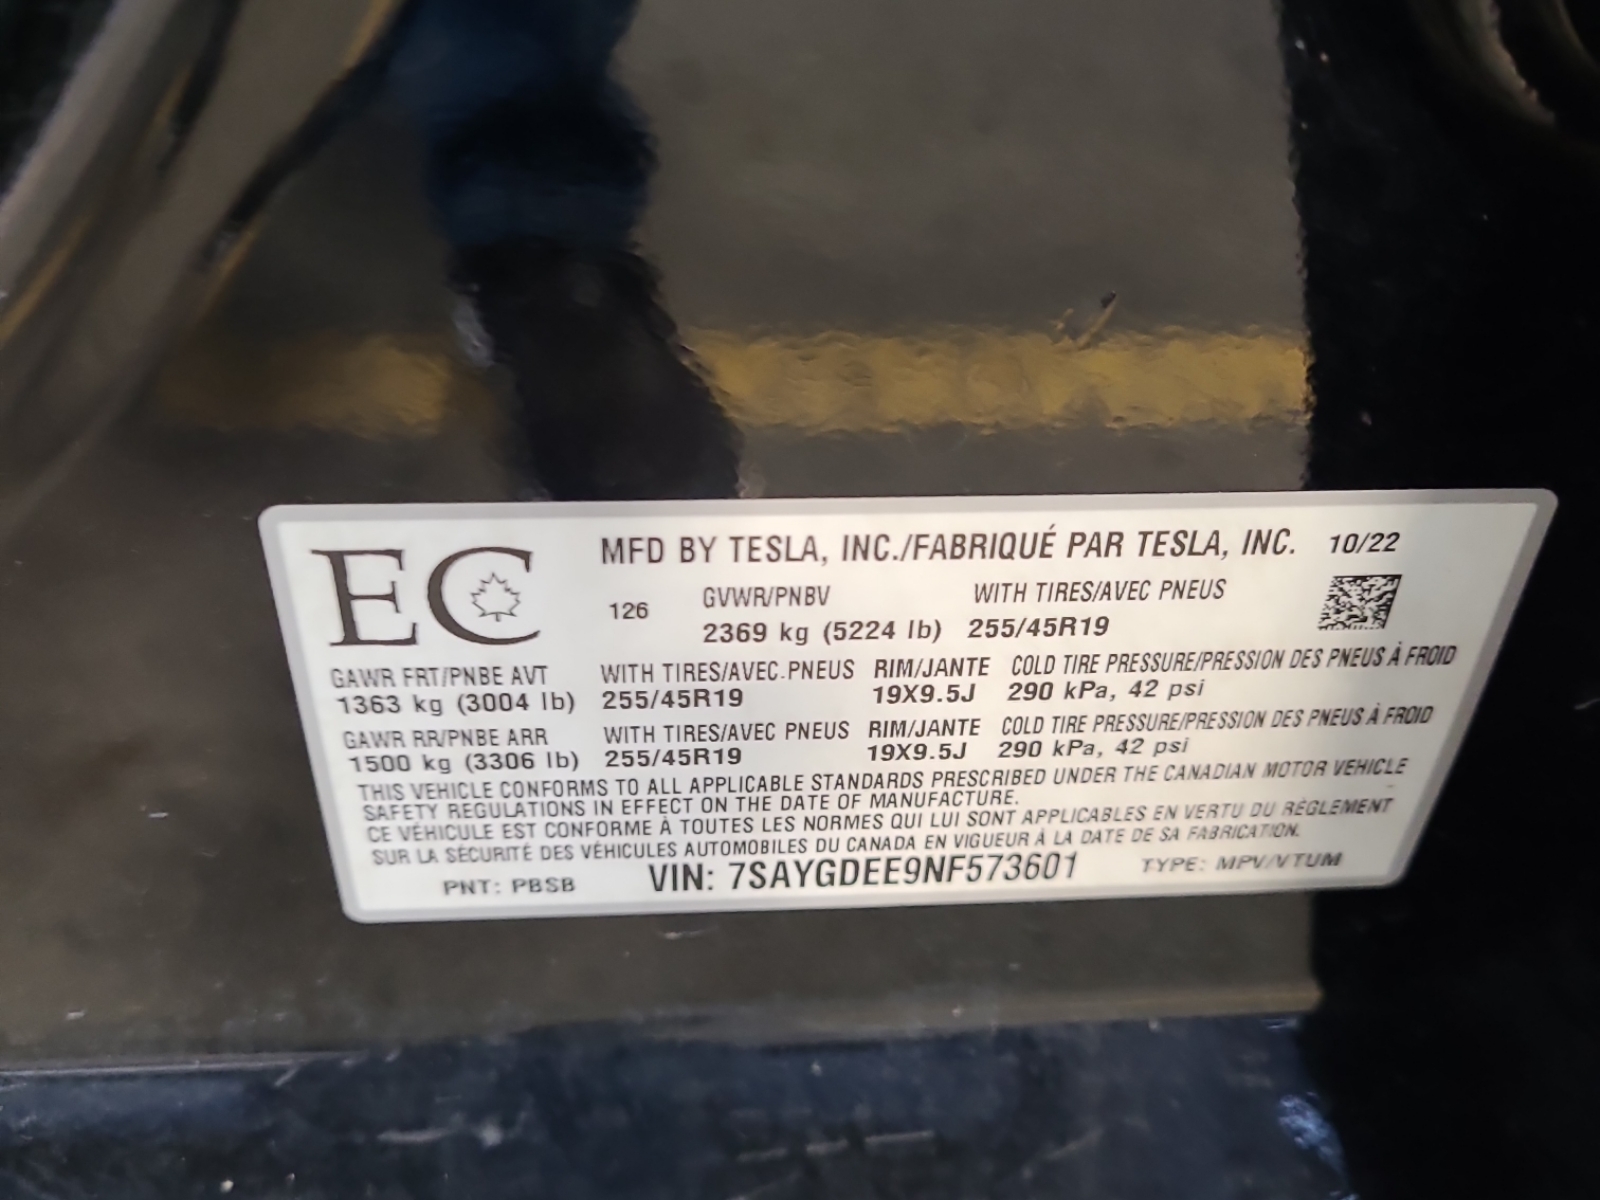 EC MFD BY TESLA, INC./FABRIQUÉ PAR TESLA, INC. 10/22
126 GVWR/PNBV WITH TIRES/AVEC PNEUS
2369 kg (5224 lb) 255/45R19
GAWR FRT/PNBE AVT WITH TIRES/AVEC PNEUS RIM/JANTE COLD TIRE PRESSURE/PRESSION DES PNEUS À FROID
1363 kg (3004 lb) 255/45R19 19X9.5J 290 kPa, 42 psi
GAWR RR/PNBE ARR WITH TIRES/AVEC PNEUS RIM/JANTE COLD TIRE PRESSURE/PRESSION DES PNEUS À FROID
1500 kg (3306 lb) 255/45R19 19X9.5J 290 kPa, 42 psi
THIS VEHICLE CONFORMS TO ALL APPLICABLE STANDARDS PRESCRIBED UNDER THE CANADIAN MOTOR VEHICLE
SAFETY REGULATIONS IN EFFECT ON THE DATE OF MANUFACTURE.
CE VÉHICULE EST CONFORME À TOUTES LES NORMES QUI LUI SONT APPLICABLES EN VERTU DU RÈGLEMENT
SUR LA SÉCURITÉ DES VÉHICULES AUTOMOBILES DU CANADA EN VIGUEUR À LA DATE DE SA FABRICATION.
PNT: PBSB VIN: 7SAYGDEE9NF573601 TYPE: MPV/VTUM